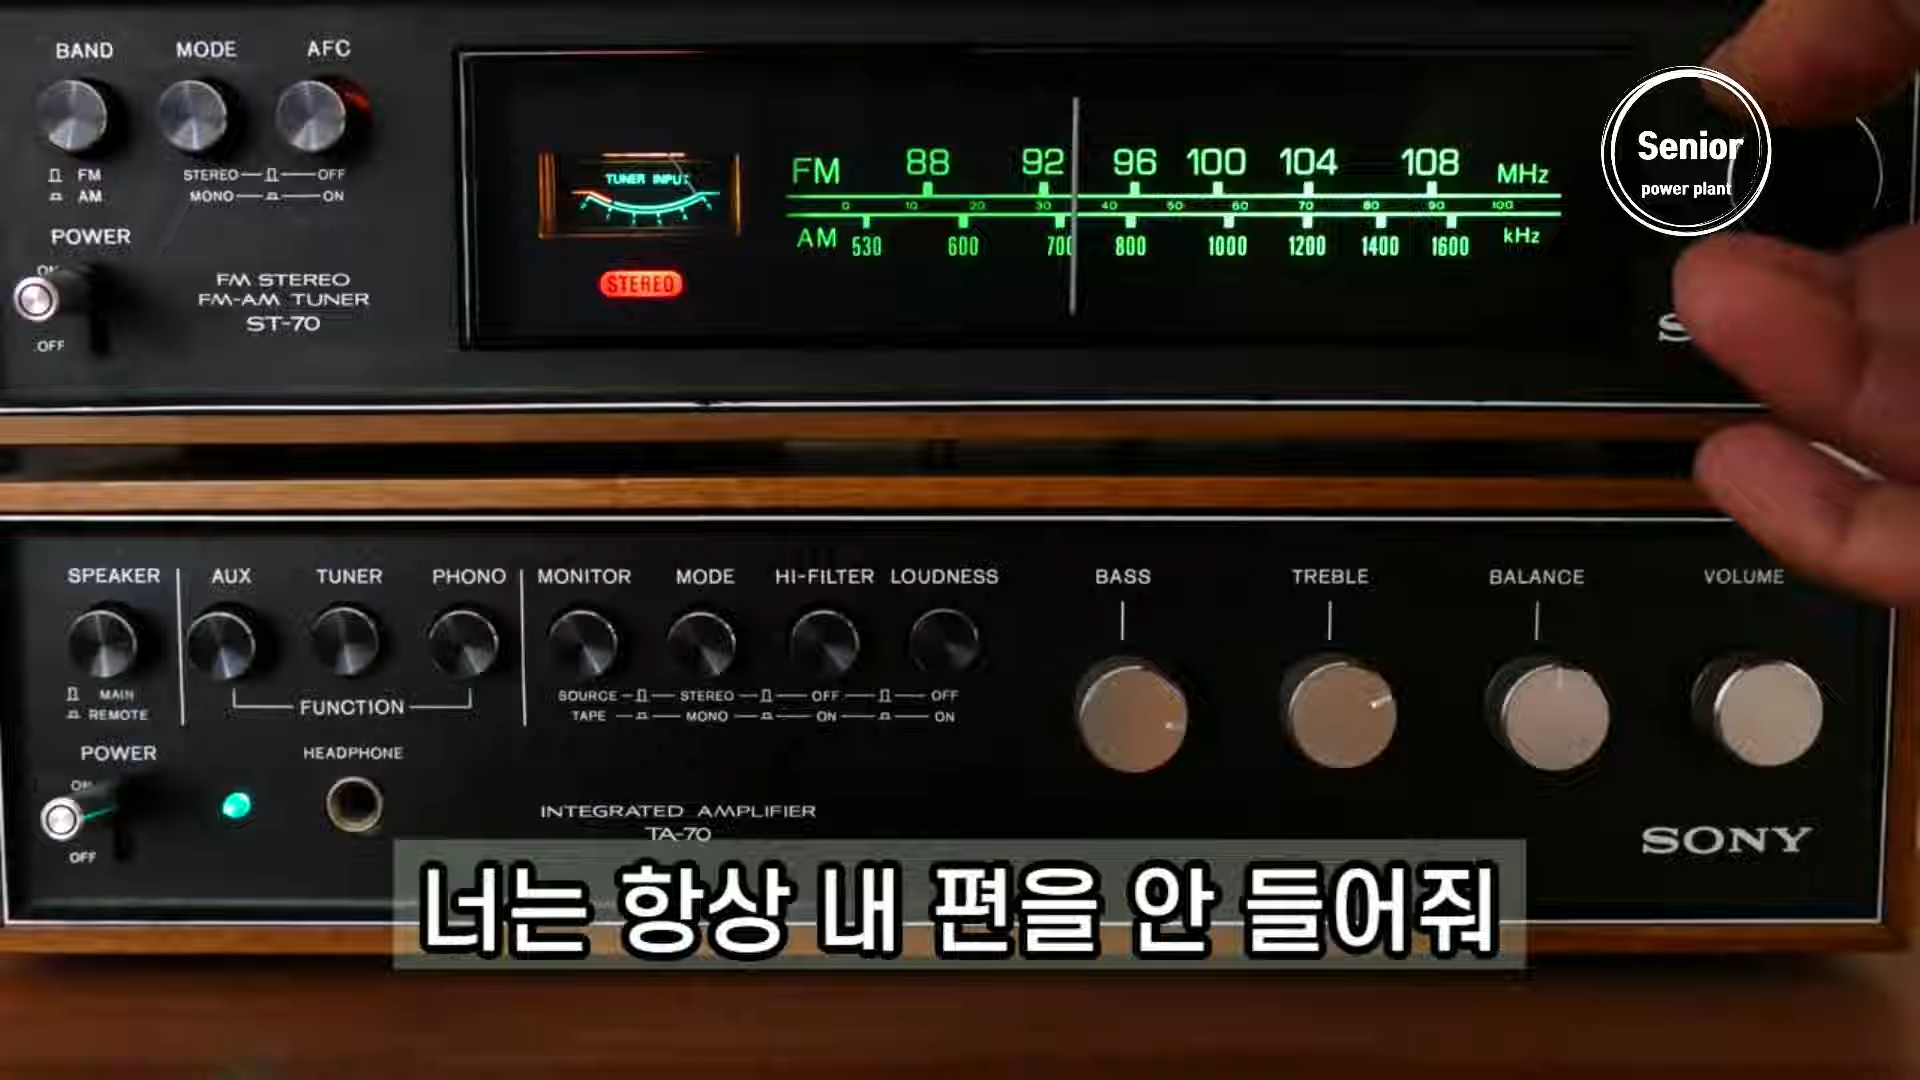 BAND MODE AFC
FM
AM
STEREO OFF
MONO ON
POWER
ON
OFF
FM STEREO
FM-AM TUNER
ST-70
TUNER INPUT
STEREO
FM 88 92 96 100 104 108 MHz
0 10 20 30 40 50 60 70 80 90 100
AM 530 600 700 800 1000 1200 1400 1600 kHz
Senior
power plant
SPEAKER AUX TUNER PHONO MONITOR MODE HI-FILTER LOUDNESS BASS TREBLE BALANCE VOLUME
MAIN
REMOTE
FUNCTION
SOURCE STEREO OFF OFF
TAPE MONO ON ON
POWER
ON
OFF
HEADPHONE
INTEGRATED AMPLIFIER
TA-70
SONY
너는 항상 내 편을 안 들어줘